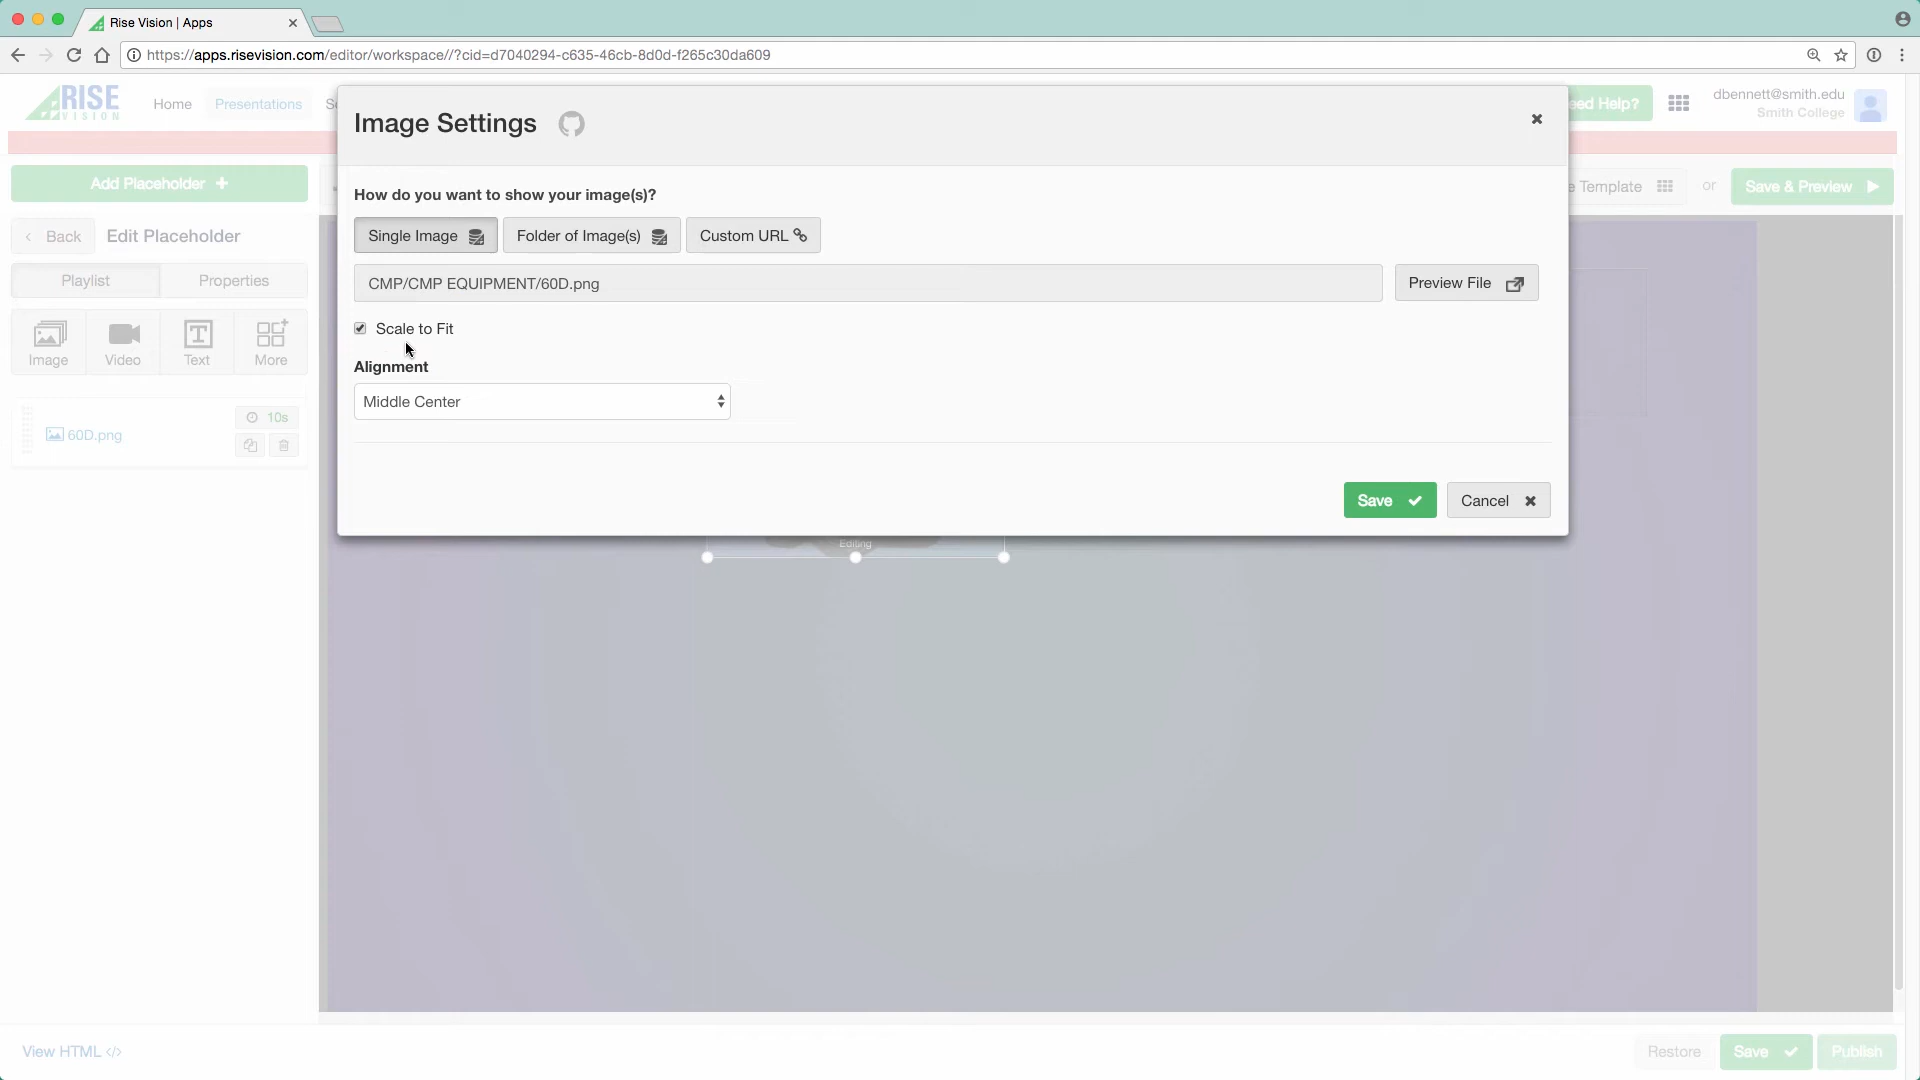 Rise Vision | Apps
https://apps.risevision.com/editor/workspace//?cid=d7040294-c635-46cb-8d0d-f265c30da609
RISE
VISION
Home
Presentations
Image Settings
eed Help?
dbennett@smith.edu
Smith College
Add Placeholder +
How do you want to show your image(s)?
e Template
or
Save & Preview
Back
Edit Placeholder
Single Image
Folder of Image(s)
Custom URL
Playlist
Properties
CMP/CMP EQUIPMENT/60D.png
Preview File
Scale to Fit
Image
Video
Text
More
Alignment
Middle Center
10s
60D.png
Save
Cancel
Editing
View HTML </>
Restore
Save
Publish